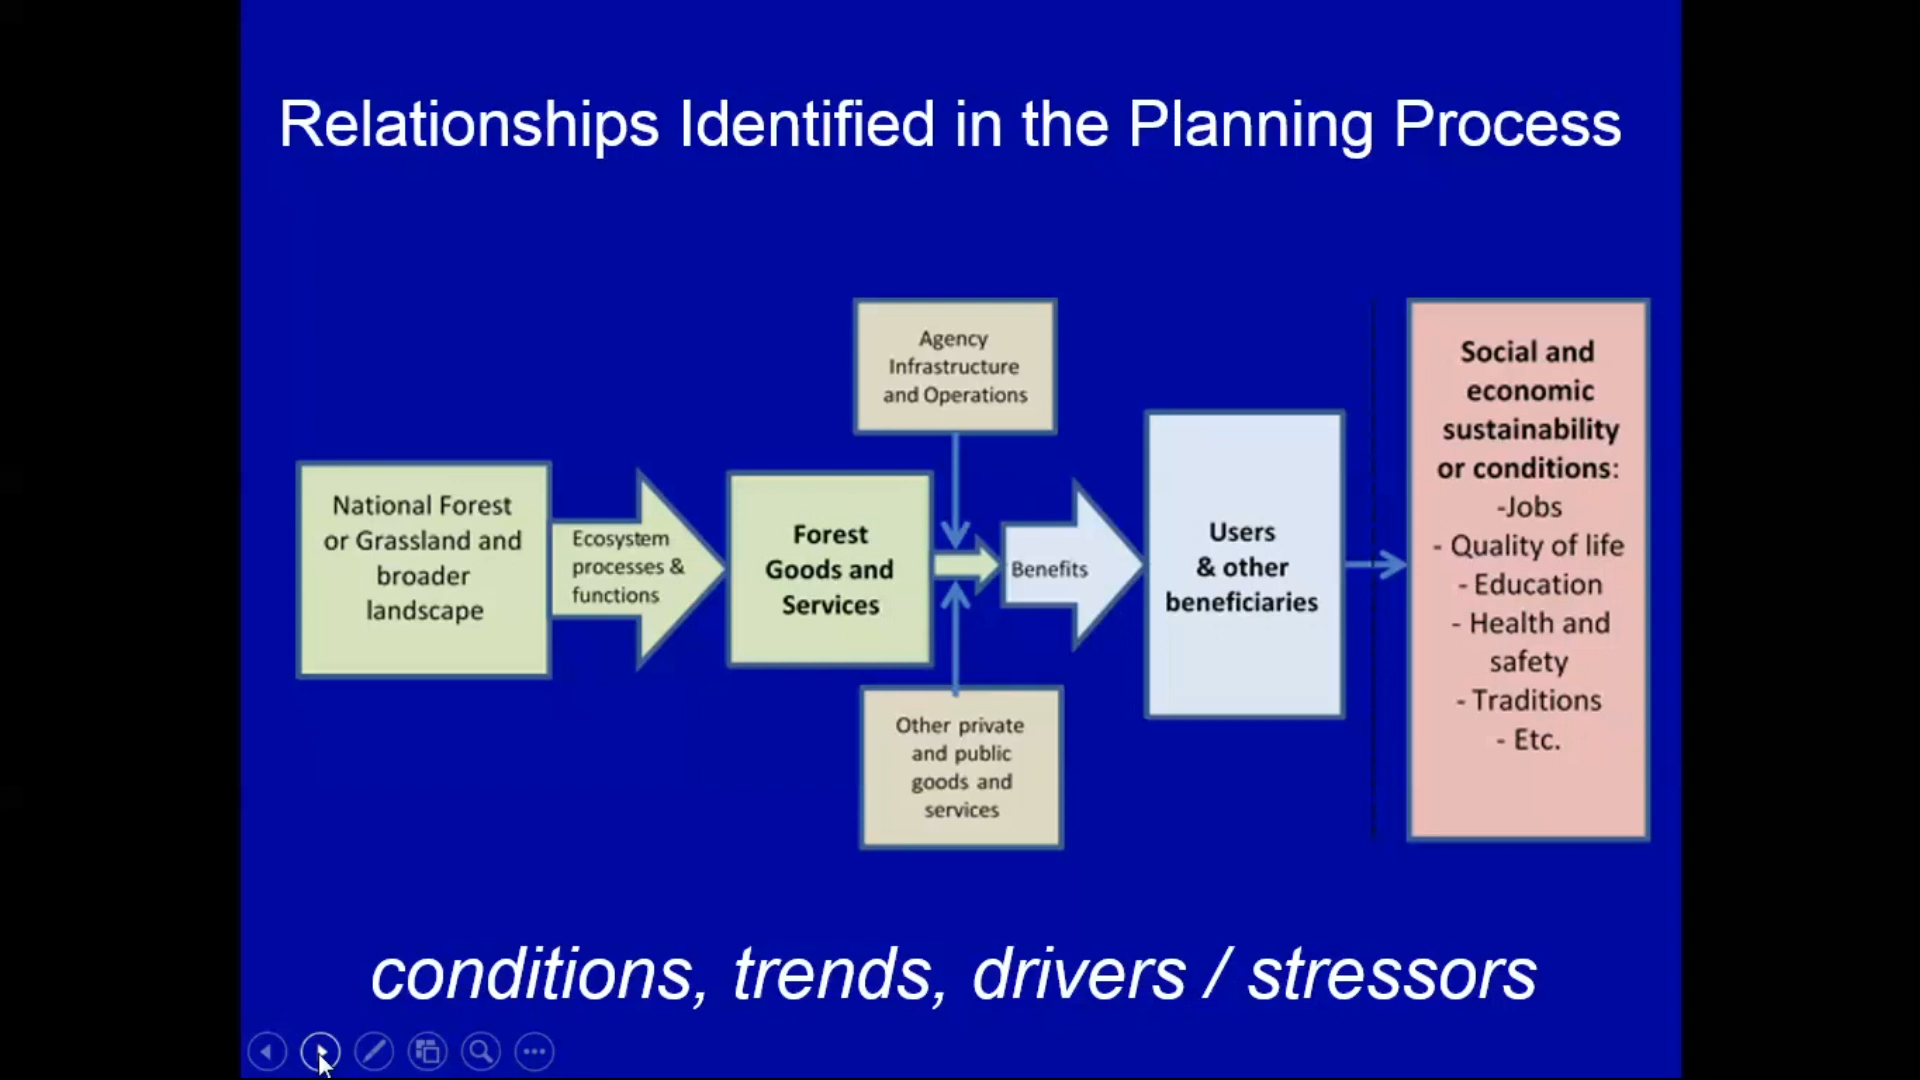 Relationships Identified in the Planning Process
National Forest
or Grassland and
broader
landscape
Ecosystem
processes &
functions
Forest
Goods and
Services
Agency
Infrastructure
and Operations
Other private
and public
goods and
services
Benefits
Users
& other
beneficiaries
Social and
economic
sustainability
or conditions:
-Jobs
- Quality of life
- Education
- Health and
safety
- Traditions
- Etc.
conditions, trends, drivers / stressors